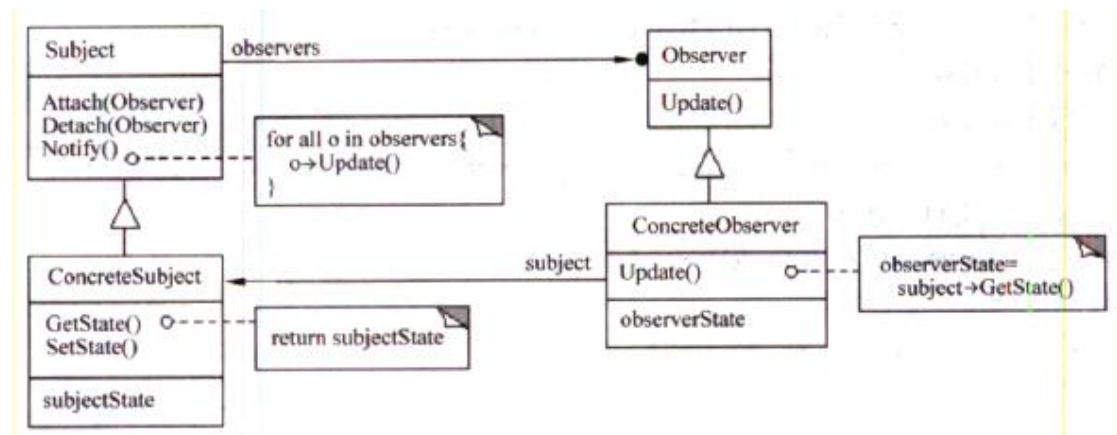 Subject
Attach(Observer)
Detach(Observer)
Notify()
observers
for all o in observers{
o→Update()
}
Observer
Update()
ConcreteSubject
GetState()
SetState()
subjectState
return subjectState
subject
ConcreteObserver
Update()
observerState
observerState=
subject→GetState()